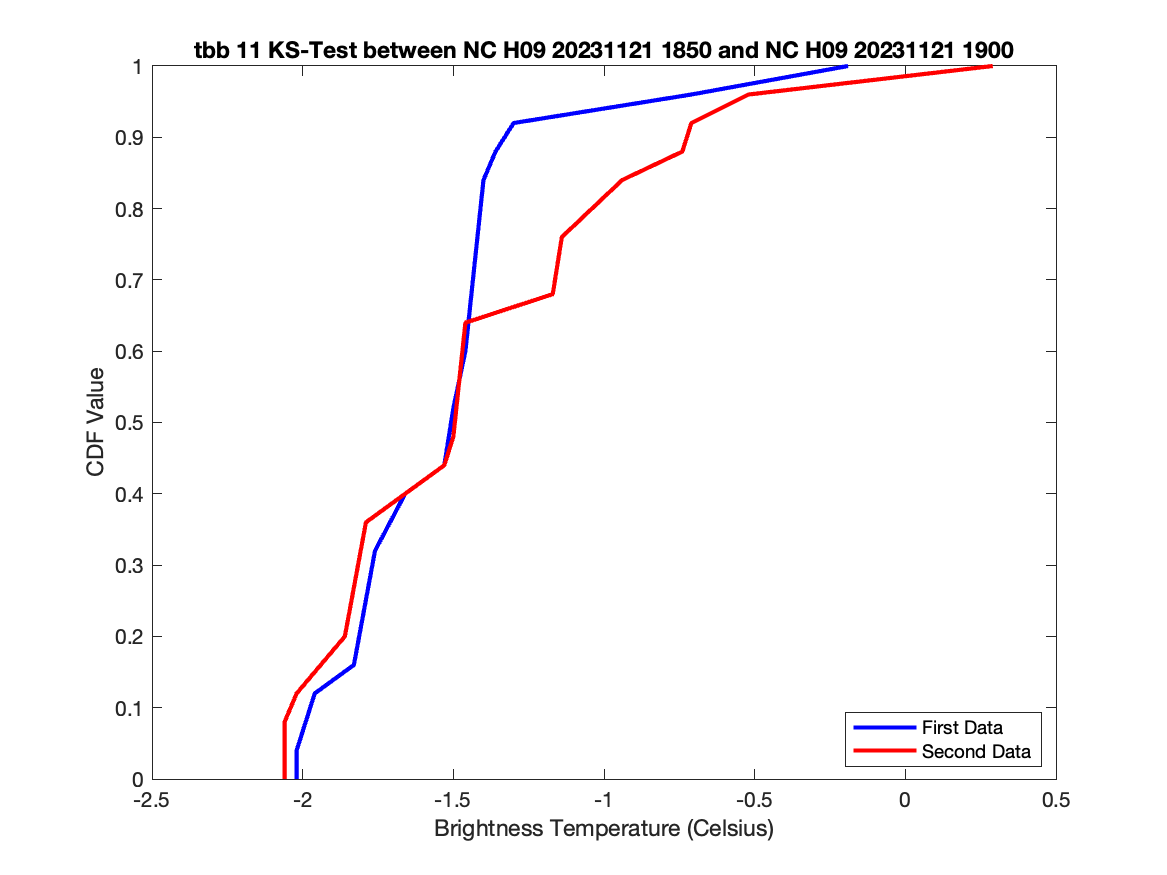 tbb 11 KS-Test between NC H09 20231121 1850 and NC H09 20231121 1900
1
0.9
0.8
0.7
0.6
0.5
0.4
0.3
0.2
0.1
0
CDF Value
First Data
Second Data
-2.5 -2 -1.5 -1 -0.5 0 0.5
Brightness Temperature (Celsius)